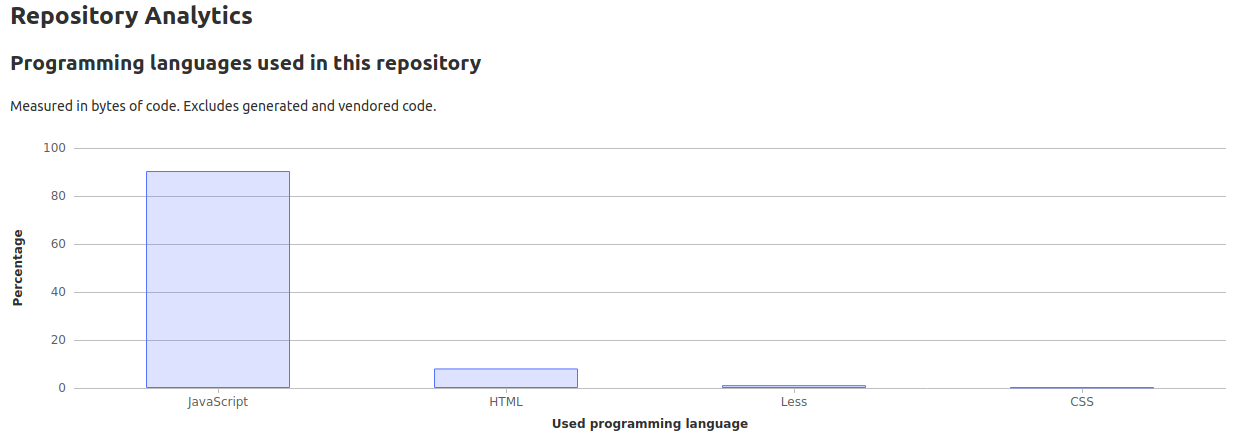 Repository Analytics
Programming languages used in this repository
Measured in bytes of code. Excludes generated and vendored code.
100
80
60
40
20
0
Percentage
JavaScript HTML Less CSS
Used programming language